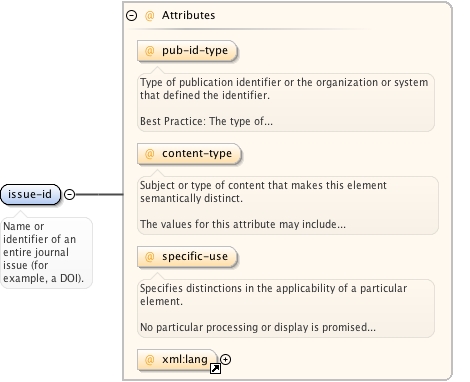 @ Attributes
@ pub-id-type
Type of publication identifier or the organization or system
that defined the identifier.
Best Practice: The type of...
@ content-type
Subject or type of content that makes this element
semantically distinct.
The values for this attribute may include...
issue-id
Name or
identifier of an
entire journal
issue (for
example, a DOI).
@ specific-use
Specifies distinctions in the applicability of a particular
element.
No particular processing or display is promised...
@ xml:lang